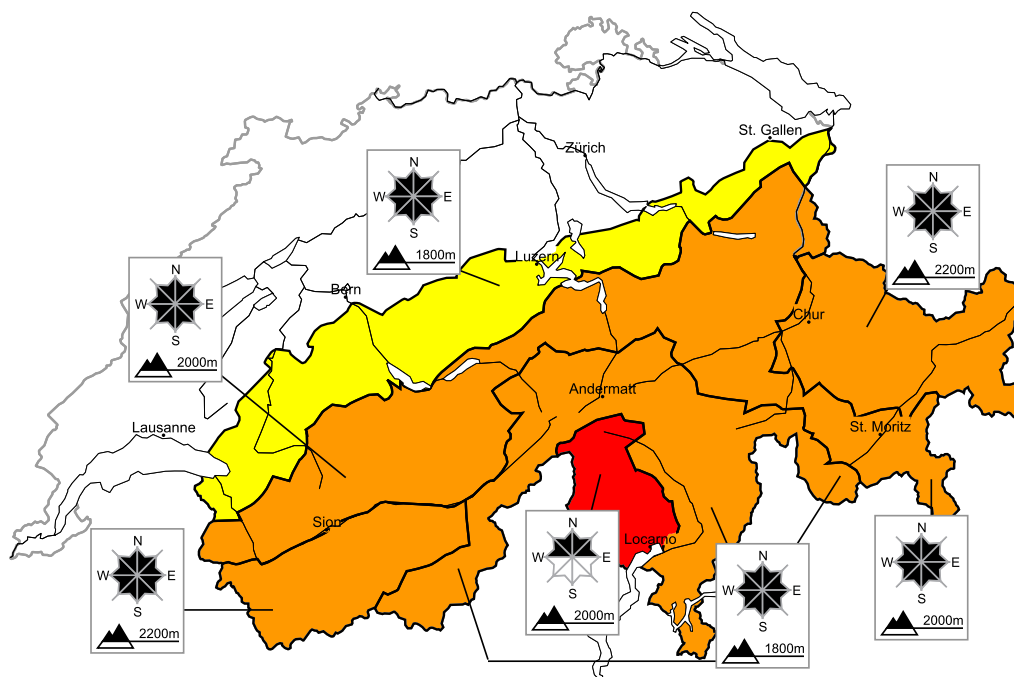 St. Gallen
Zürich
N
W E
S
1800m
N
W E
S
2200m
Luzern
N
W E
S
2000m
Bern
Chur
Andermatt
Lausanne
St. Moritz
Sion
Locarno
N
W E
S
2200m
N
W E
S
2000m
N
W E
S
1800m
N
W E
S
2000m